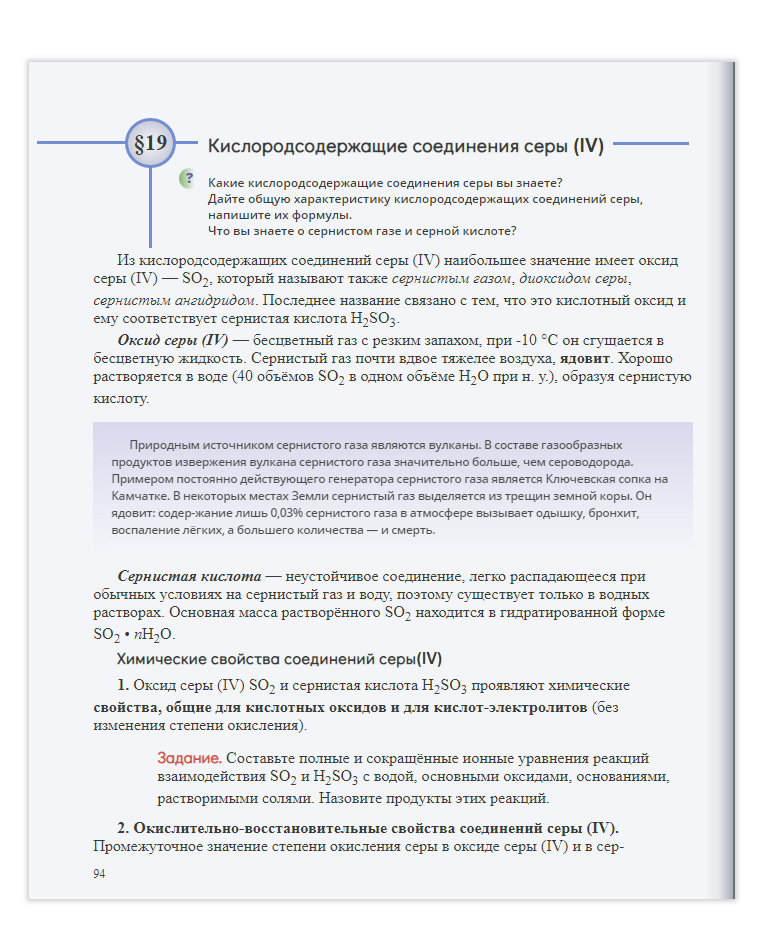 §19
Кислородсодержащие соединения серы (IV)
?
Какие кислородсодержащие соединения серы вы знаете?
Дайте общую характеристику кислородсодержащих соединений серы,
напишите их формулы.
Что вы знаете о сернистом газе и серной кислоте?
Из кислородсодержащих соединений серы (IV) наибольшее значение имеет оксид
серы (IV) — SO₂, который называют также сернистым газом, диоксидом серы,
сернистым ангидридом. Последнее название связано с тем, что это кислотный оксид и
ему соответствует сернистая кислота H₂SO₃.
Оксид серы (IV) — бесцветный газ с резким запахом, при -10 °C он сгущается в
бесцветную жидкость. Сернистый газ почти вдвое тяжелее воздуха, ядовит. Хорошо
растворяется в воде (40 объёмов SO₂ в одном объёме H₂O при н. у.), образуя сернистую
кислоту.
Природным источником сернистого газа являются вулканы. В составе газообразных
продуктов извержения вулкана сернистого газа значительно больше, чем сероводорода.
Примером постоянно действующего генератора сернистого газа является Ключевская сопка на
Камчатке. В некоторых местах Земли сернистый газ выделяется из трещин земной коры. Он
ядовит: содер-жание лишь 0,03% сернистого газа в атмосфере вызывает одышку, бронхит,
воспаление лёгких, а большего количества — и смерть.
Сернистая кислота — неустойчивое соединение, легко распадающееся при
обычных условиях на сернистый газ и воду, поэтому существует только в водных
растворах. Основная масса растворённого SO₂ находится в гидратированной форме
SO₂ • nH₂O.
Химические свойства соединений серы(IV)
1. Оксид серы (IV) SO₂ и сернистая кислота H₂SO₃ проявляют химические
свойства, общие для кислотных оксидов и для кислот-электролитов (без
изменения степени окисления).
Задание. Составьте полные и сокращённые ионные уравнения реакций
взаимодействия SO₂ и H₂SO₃ с водой, основными оксидами, основаниями,
растворимыми солями. Назовите продукты этих реакций.
2. Окислительно-восстановительные свойства соединений серы (IV).
Промежуточное значение степени окисления серы в оксиде серы (IV) и в сер-
94